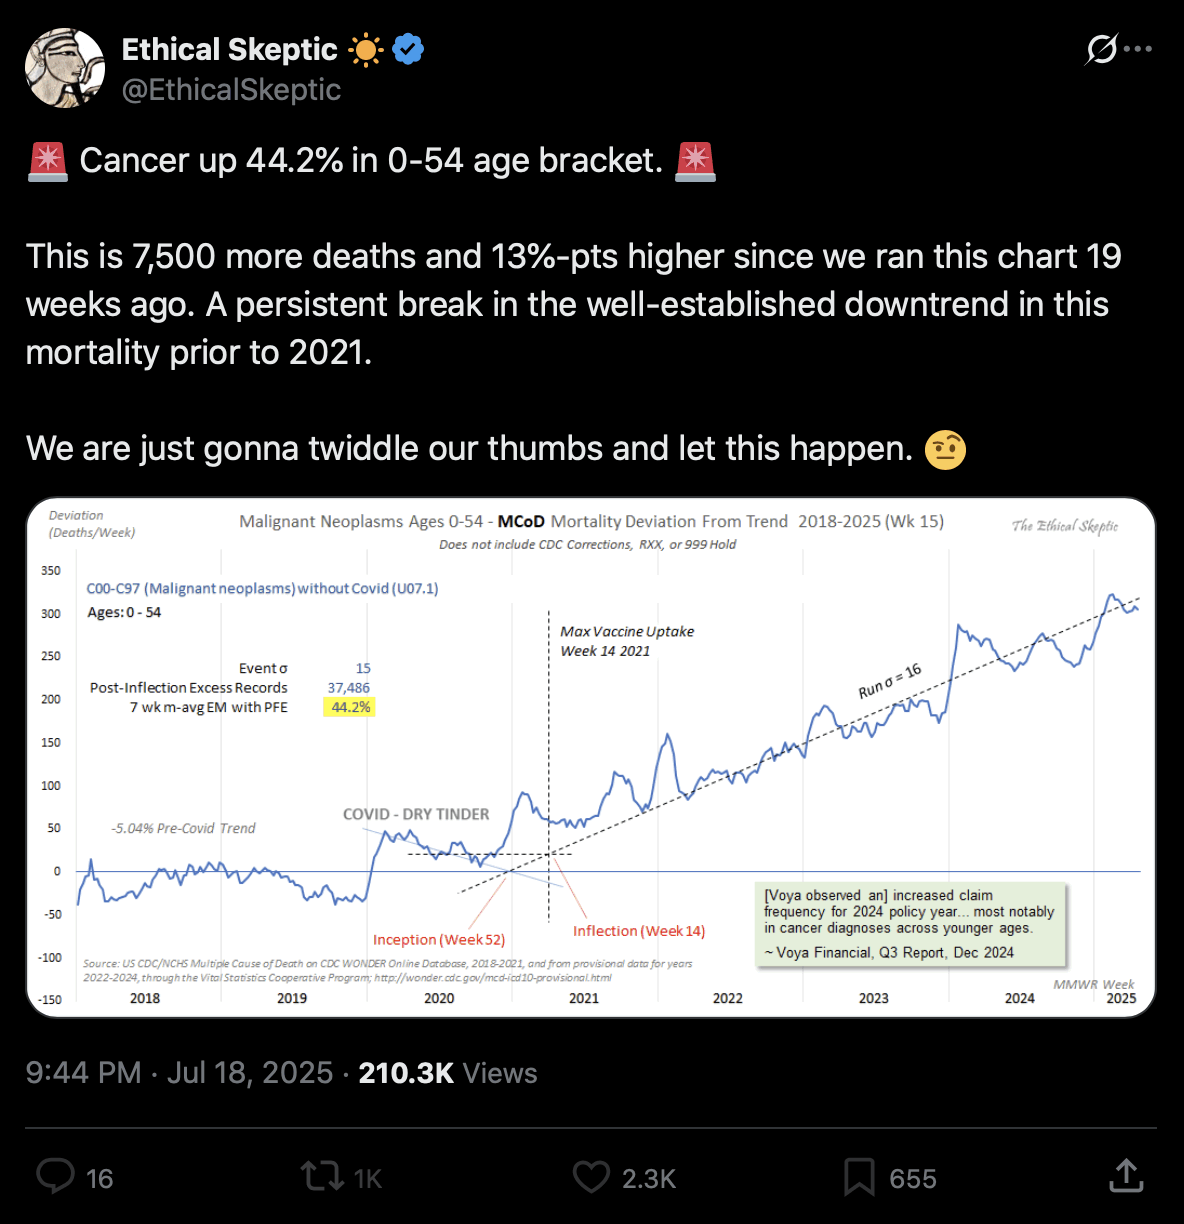 Ethical Skeptic ☀️
@EthicalSkeptic
🚨 Cancer up 44.2% in 0-54 age bracket. 🚨
This is 7,500 more deaths and 13%-pts higher since we ran this chart 19
weeks ago. A persistent break in the well-established downtrend in this
mortality prior to 2021.
We are just gonna twiddle our thumbs and let this happen. 🤨
Deviation
(Deaths/Week)
Malignant Neoplasms Ages 0-54 - MCoD Mortality Deviation From Trend 2018-2025 (Wk 15)
The Ethical Skeptic
Does not include CDC Corrections, RXX, or 999 Hold
350
300
250
200
150
100
50
0
-50
-100
-150
C00-C97 (Malignant neoplasms) without Covid (U07.1)
Ages: 0 - 54
Event σ 15
Post-Inflection Excess Records 37,486
7 wk m-avg EM with PFE 44.2%
Max Vaccine Uptake
Week 14 2021
Run σ = 16
COVID - DRY TINDER
-5.04% Pre-Covid Trend
Inception (Week 52)
Inflection (Week 14)
[Voya observed an] increased claim
frequency for 2024 policy year... most notably
in cancer diagnoses across younger ages.
~ Voya Financial, Q3 Report, Dec 2024
Source: US CDC/NCHS Multiple Cause of Death on CDC WONDER Online Database, 2018-2021, and from provisional data for years
2022-2024, through the Vital Statistics Cooperative Program; http://wonder.cdc.gov/mcd-icd10-provisional.html
MMWR Week
2018 2019 2020 2021 2022 2023 2024 2025
9:44 PM · Jul 18, 2025 · 210.3K Views
16 1K 2.3K 655